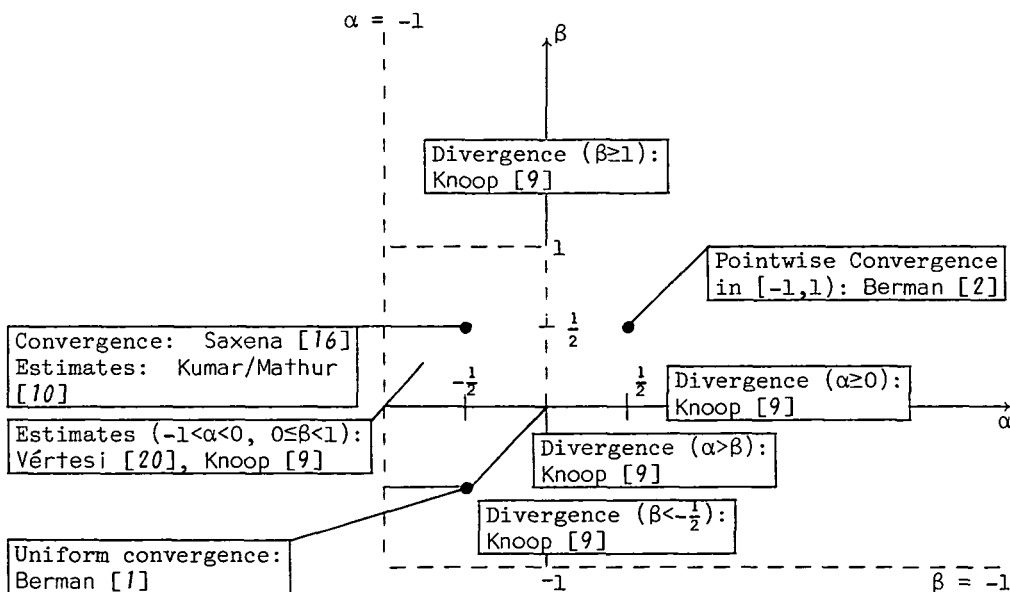 α = -1
β
Divergence (β≥1):
Knoop [9]
1
Pointwise Convergence
in [-1,1): Berman [2]
Convergence: Saxena [16]
Estimates: Kumar/Mathur
[10]
1/2
-1/2
1/2
Divergence (α≥0):
Knoop [9]
α
Estimates (-1<α<0, 0≤β<1):
Vértesi [20], Knoop [9]
Divergence (α>β):
Knoop [9]
Divergence (β<-1/2):
Knoop [9]
Uniform convergence:
Berman [1]
-1
β = -1